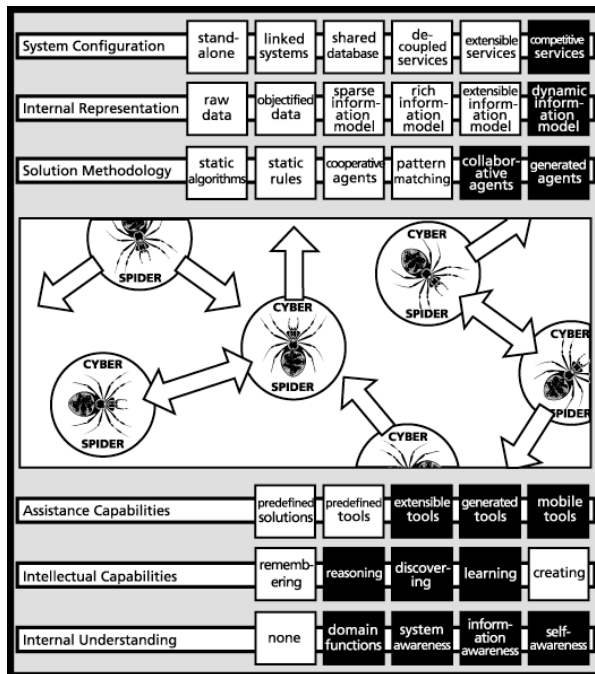 System Configuration
stand-
alone
linked
systems
shared
database
de-
coupled
services
extensible
services
competitive
services
Internal Representation
raw
data
objectified
data
sparse
inform-
ation
model
rich
inform-
ation
model
extensible
inform-
ation
model
dynamic
inform-
ation
model
Solution Methodology
static
algorithms
static
rules
cooperative
agents
pattern
matching
collabor-
ative
agents
generated
agents
SPIDER
CYBER
SPIDER
CYBER
SPIDER
CYBER
SPIDER
CYBER
SPIDER
CYBER
Assistance Capabilities
predefined
solutions
predefined
tools
extensible
tools
generated
tools
mobile
tools
Intellectual Capabilities
rememb-
ering
reasoning
discover-
ing
learning
creating
Internal Understanding
none
domain
functions
system
awareness
inform-
ation
awareness
self-
awareness